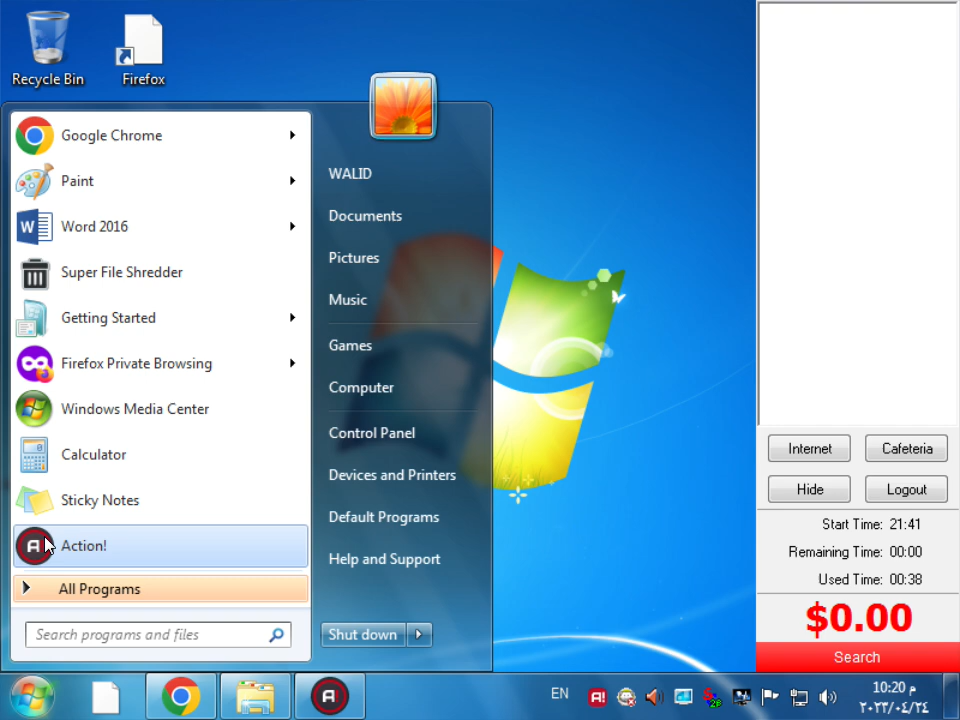 Recycle Bin
Firefox
Google Chrome
Paint
Word 2016
Super File Shredder
Getting Started
Firefox Private Browsing
Windows Media Center
Calculator
Sticky Notes
Action!
All Programs
Search programs and files
WALID
Documents
Pictures
Music
Games
Computer
Control Panel
Devices and Printers
Default Programs
Help and Support
Shut down
Internet
Cafeteria
Hide
Logout
Start Time: 21:41
Remaining Time: 00:00
Used Time: 00:38
$0.00
Search
EN
10:20 م
٢٠٢٢/٠٤/٢٤